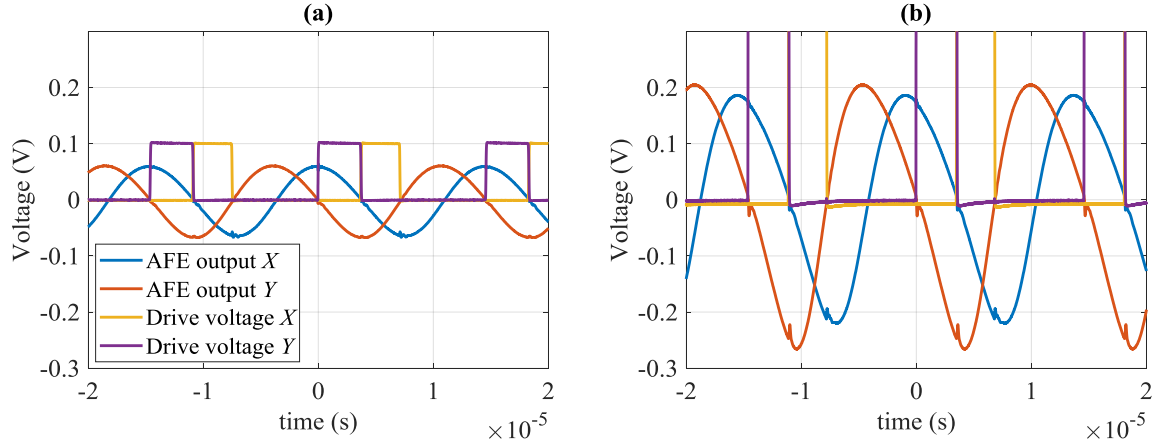 (a)
Voltage (V)
0.2
0.1
0
-0.1
-0.2
-0.3
AFE output X
AFE output Y
Drive voltage X
Drive voltage Y
-2 -1 0 1 2
time (s)
×10⁻⁵
(b)
Voltage (V)
0.2
0.1
0
-0.1
-0.2
-0.3
-2 -1 0 1 2
time (s)
×10⁻⁵